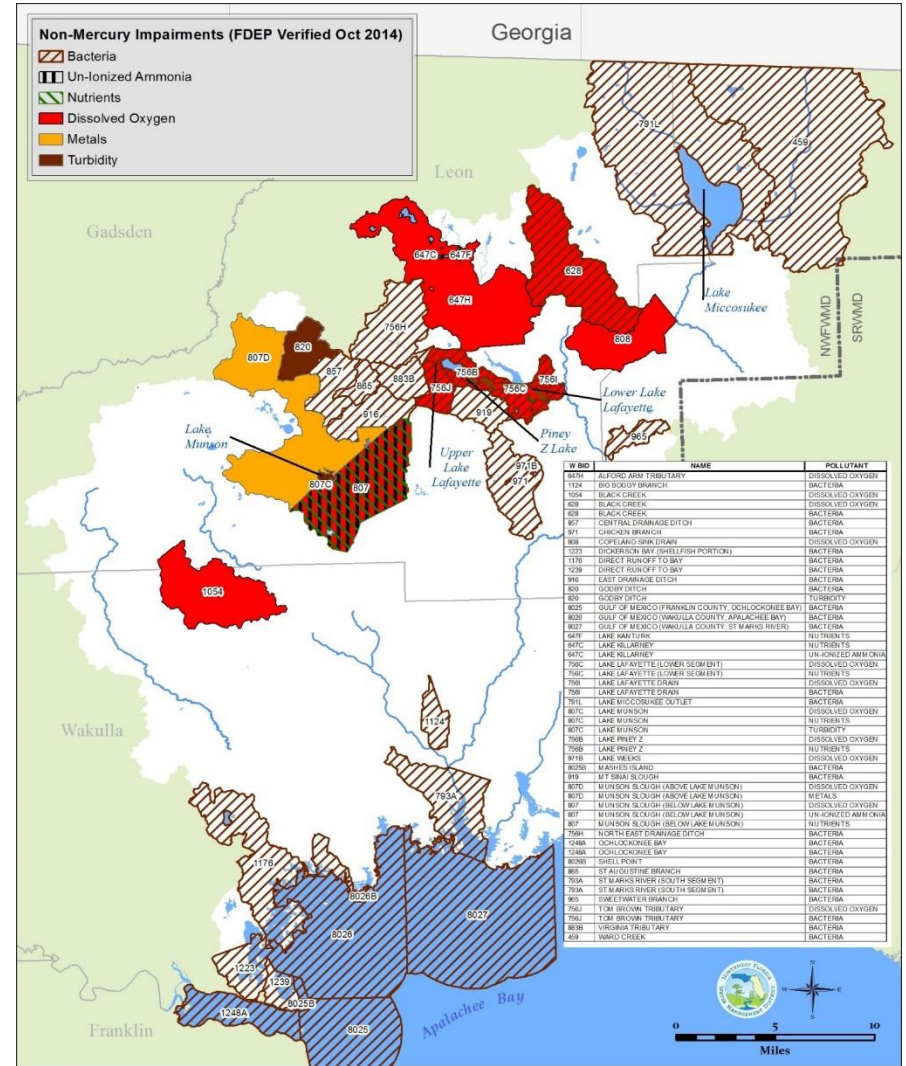 Georgia
Non-Mercury Impairments (FDEP Verified Oct 2014)
Bacteria
Un-Ionized Ammonia
Nutrients
Dissolved Oxygen
Metals
Turbidity
791L
459
Leon
Gadsden
647C
647F
628
Lake
Miccosukee
NWFWMD
SRWMD
647H
756H
808
820
807D
857
865
883B
756J
756B
756C
756I
Lower Lake
Lafayette
916
919
Lake
Munson
Upper
Lake
Lafayette
Piney
Z Lake
965
971B
971
807C
807
1054
W BID NAME POLLUTANT
647H ALFORD ARM TRIBUTARY DISSOLVED OXYGEN
1124 BIG BOGGY BRANCH BACTERIA
1054 BLACK CREEK DISSOLVED OXYGEN
628 BLACK CREEK DISSOLVED OXYGEN
628 BLACK CREEK BACTERIA
857 CENTRAL DRAINAGE DITCH BACTERIA
971 CHICKEN BRANCH BACTERIA
808 COPELAND SINK DRAIN DISSOLVED OXYGEN
1223 DICKERSON BAY (SHELLFISH PORTION) BACTERIA
1176 DIRECT RUNOFF TO BAY BACTERIA
1239 DIRECT RUNOFF TO BAY BACTERIA
916 EAST DRAINAGE DITCH BACTERIA
820 GODBY DITCH BACTERIA
820 GODBY DITCH TURBIDITY
8025 GULF OF MEXICO (FRANKLIN COUNTY; OCHLOCKONEE BAY) BACTERIA
8026 GULF OF MEXICO (WAKULLA COUNTY; APALACHEE BAY) BACTERIA
8027 GULF OF MEXICO (WAKULLA COUNTY; ST MARKS RIVER) BACTERIA
647F LAKE KANTURK NUTRIENTS
647C LAKE KILLARNEY NUTRIENTS
647C LAKE KILLARNEY UN-IONIZED AMMONIA
756C LAKE LAFAYETTE (LOWER SEGMENT) DISSOLVED OXYGEN
756C LAKE LAFAYETTE (LOWER SEGMENT) NUTRIENTS
756I LAKE LAFAYETTE DRAIN DISSOLVED OXYGEN
756I LAKE LAFAYETTE DRAIN BACTERIA
791L LAKE MICCOSUKEE OUTLET BACTERIA
807C LAKE MUNSON DISSOLVED OXYGEN
807C LAKE MUNSON NUTRIENTS
807C LAKE MUNSON TURBIDITY
756B LAKE PINEY Z DISSOLVED OXYGEN
756B LAKE PINEY Z NUTRIENTS
971B LAKE WEEKS DISSOLVED OXYGEN
8025B MASHES ISLAND BACTERIA
919 MT SINAI SLOUGH BACTERIA
807D MUNSON SLOUGH (ABOVE LAKE MUNSON) DISSOLVED OXYGEN
807D MUNSON SLOUGH (ABOVE LAKE MUNSON) METALS
807 MUNSON SLOUGH (BELOW LAKE MUNSON) DISSOLVED OXYGEN
807 MUNSON SLOUGH (BELOW LAKE MUNSON) UN-IONIZED AMMONIA
807 MUNSON SLOUGH (BELOW LAKE MUNSON) NUTRIENTS
756H NORTH EAST DRAINAGE DITCH BACTERIA
1248A OCHLOCKONEE BAY BACTERIA
1248A OCHLOCKONEE BAY BACTERIA
8026B SHELL POINT BACTERIA
865 ST AUGUSTINE BRANCH BACTERIA
793A ST MARKS RIVER (SOUTH SEGMENT) BACTERIA
793A ST MARKS RIVER (SOUTH SEGMENT) BACTERIA
965 SWEETWATER BRANCH BACTERIA
756J TOM BROWN TRIBUTARY DISSOLVED OXYGEN
756J TOM BROWN TRIBUTARY BACTERIA
883B VIRGINIA TRIBUTARY BACTERIA
459 WARD CREEK BACTERIA
Wakulla
1124
793A
1176
8026B
8026
8027
1223
1239
8025B
1248A
8025
Franklin
Apalachee Bay
NORTHWEST FLORIDA
WATER MANAGEMENT DISTRICT
N
W
E
S
0 5 10
Miles